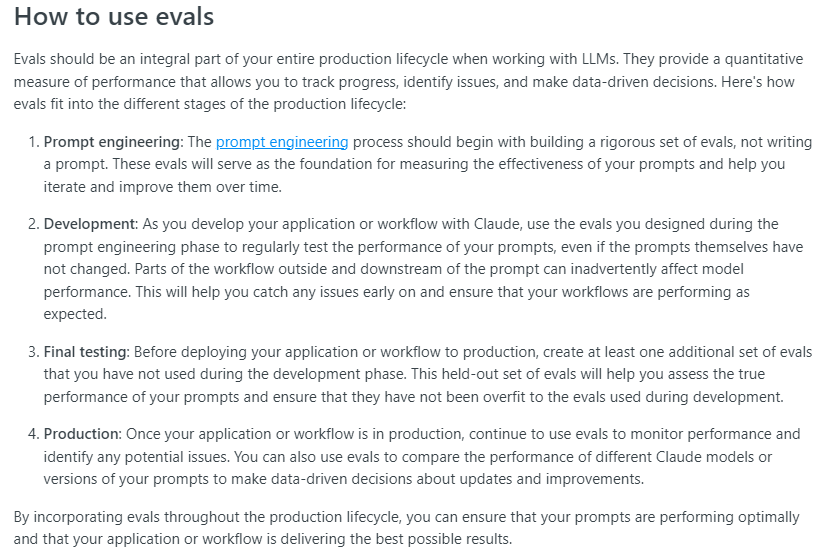 How to use evals
Evals should be an integral part of your entire production lifecycle when working with LLMs. They provide a quantitative
measure of performance that allows you to track progress, identify issues, and make data-driven decisions. Here's how
evals fit into the different stages of the production lifecycle:
1. Prompt engineering: The prompt engineering process should begin with building a rigorous set of evals, not writing
a prompt. These evals will serve as the foundation for measuring the effectiveness of your prompts and help you
iterate and improve them over time.
2. Development: As you develop your application or workflow with Claude, use the evals you designed during the
prompt engineering phase to regularly test the performance of your prompts, even if the prompts themselves have
not changed. Parts of the workflow outside and downstream of the prompt can inadvertently affect model
performance. This will help you catch any issues early on and ensure that your workflows are performing as
expected.
3. Final testing: Before deploying your application or workflow to production, create at least one additional set of evals
that you have not used during the development phase. This held-out set of evals will help you assess the true
performance of your prompts and ensure that they have not been overfit to the evals used during development.
4. Production: Once your application or workflow is in production, continue to use evals to monitor performance and
identify any potential issues. You can also use evals to compare the performance of different Claude models or
versions of your prompts to make data-driven decisions about updates and improvements.
By incorporating evals throughout the production lifecycle, you can ensure that your prompts are performing optimally
and that your application or workflow is delivering the best possible results.